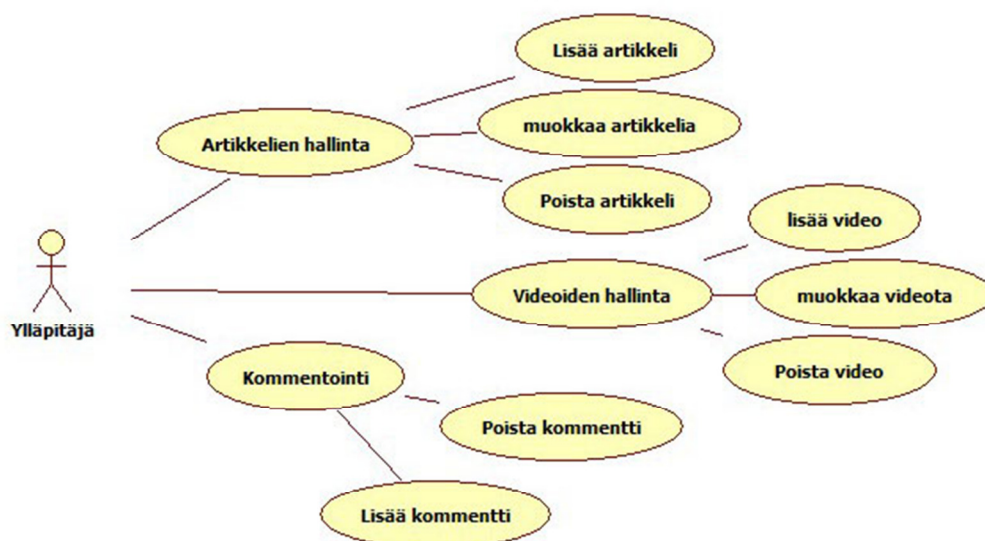 Lisää artikkeli
muokkaa artikkelia
Artikkelien hallinta
Poista artikkeli
lisää video
Videoiden hallinta
muokkaa videota
Ylläpitäjä
Kommentointi
Poista video
Poista kommentti
Lisää kommentti